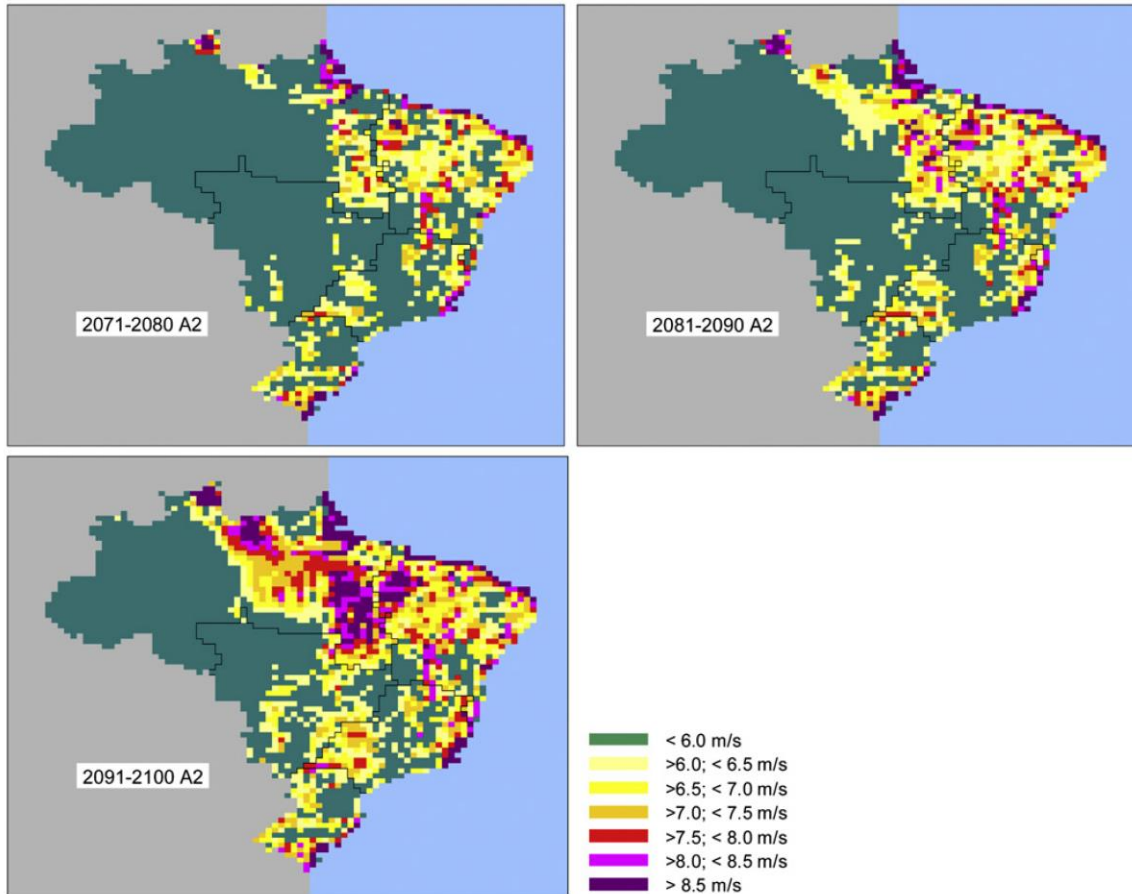 2071-2080 A2
2081-2090 A2
2091-2100 A2
< 6.0 m/s
>6.0; < 6.5 m/s
>6.5; < 7.0 m/s
>7.0; < 7.5 m/s
>7.5; < 8.0 m/s
>8.0; < 8.5 m/s
> 8.5 m/s